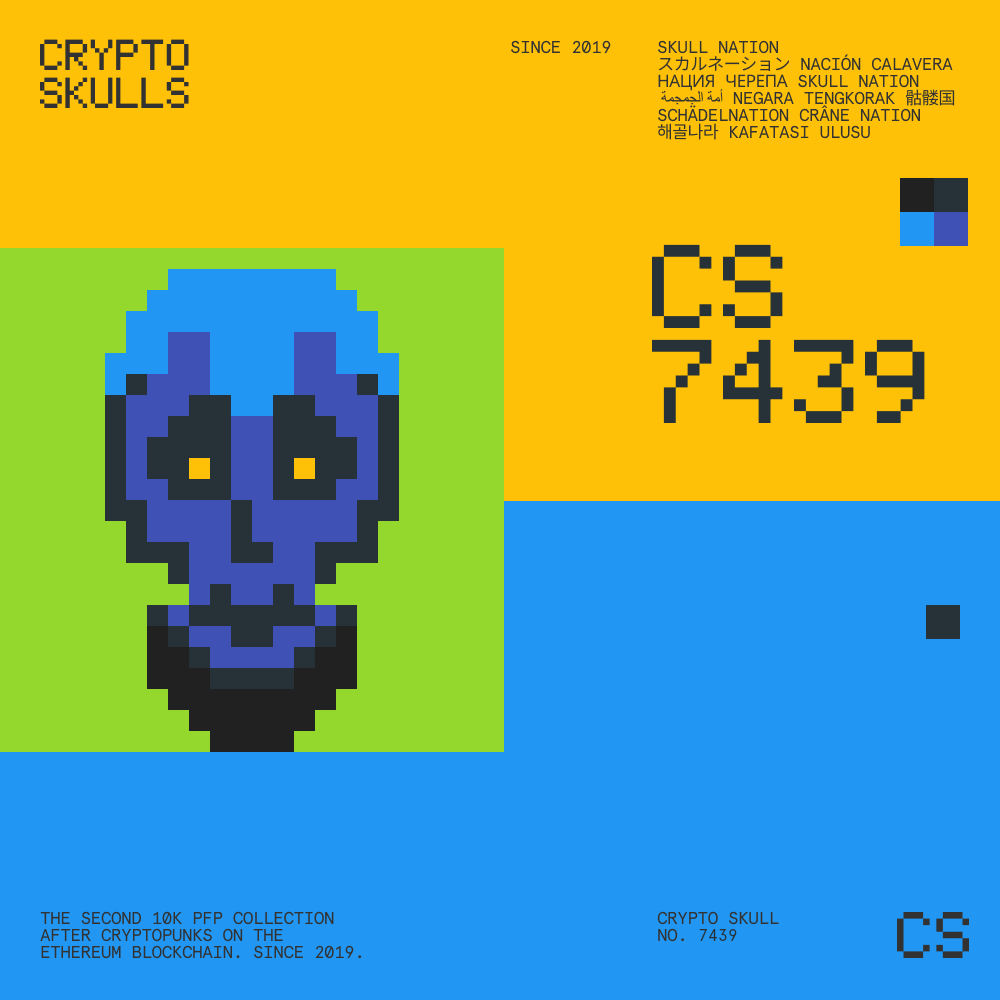 CRYPTO
SKULLS
SINCE 2019
SKULL NATION
スカルネーション NACIÓN CALAVERA
НАЦИЯ ЧЕРЕПА SKULL NATION
أمة الجمجمة NEGARA TENGKORAK 骷髅国
SCHÄDELNATION CRÂNE NATION
해골나라 KAFATASI ULUSU
CS
7439
THE SECOND 10K PFP COLLECTION
AFTER CRYPTOPUNKS ON THE
ETHEREUM BLOCKCHAIN. SINCE 2019.
CRYPTO SKULL
NO. 7439
CS